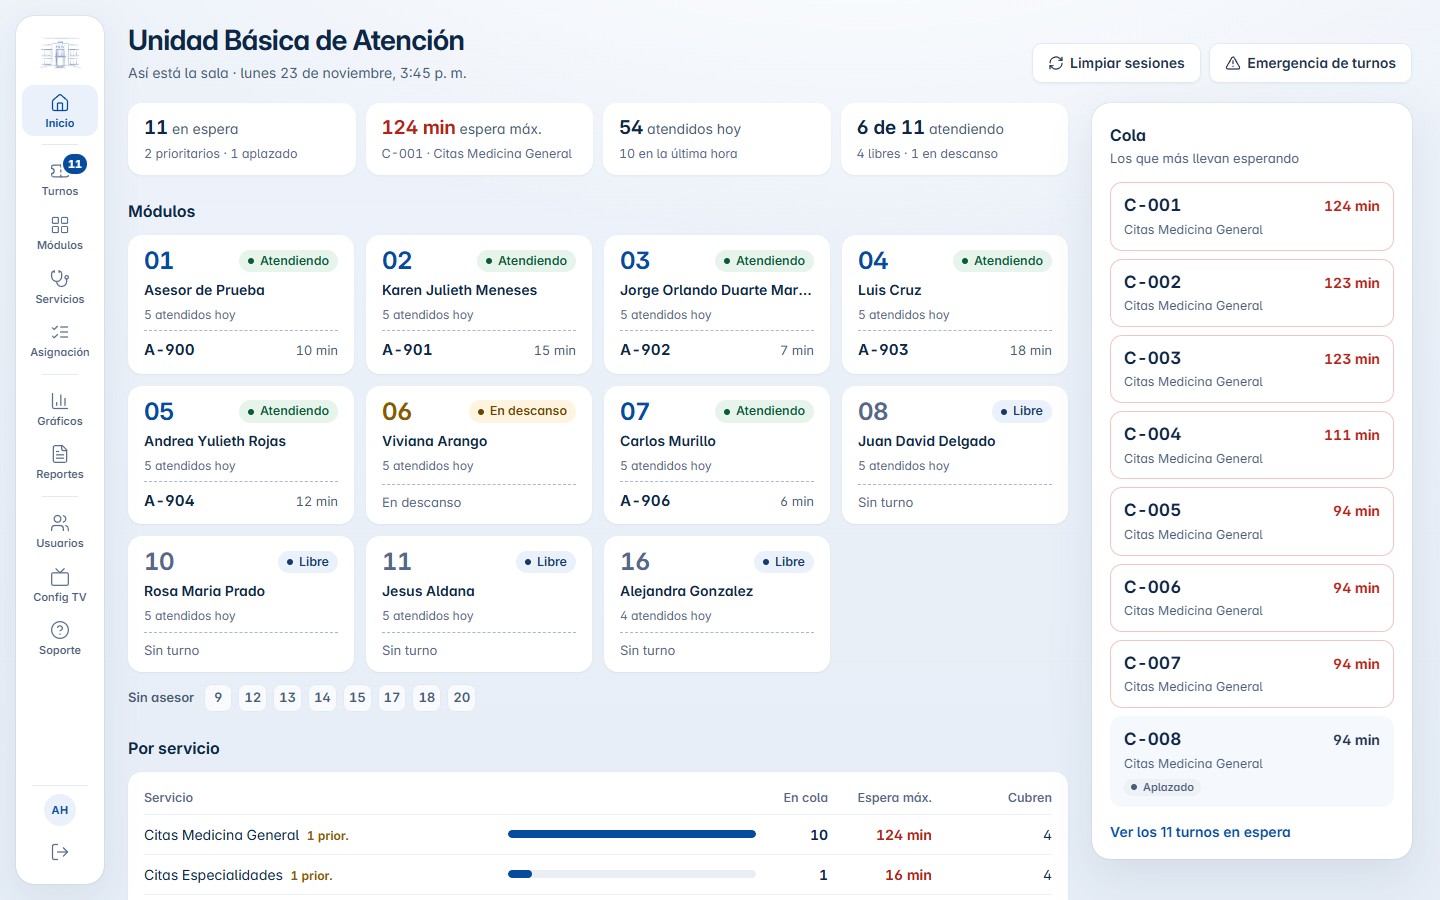 Inicio
11
Turnos
Módulos
Servicios
Asignación
Gráficos
Reportes
Usuarios
Config TV
Soporte
AH
Unidad Básica de Atención
Así está la sala · lunes 23 de noviembre, 3:45 p. m.
Limpiar sesiones
Emergencia de turnos
11 en espera
2 prioritarios · 1 aplazado
124 min espera máx.
C-001 · Citas Medicina General
54 atendidos hoy
10 en la última hora
6 de 11 atendiendo
4 libres · 1 en descanso
Módulos
01 Atendiendo
Asesor de Prueba
5 atendidos hoy
A-900 10 min
02 Atendiendo
Karen Julieth Meneses
5 atendidos hoy
A-901 15 min
03 Atendiendo
Jorge Orlando Duarte Mar...
5 atendidos hoy
A-902 7 min
04 Atendiendo
Luis Cruz
5 atendidos hoy
A-903 18 min
05 Atendiendo
Andrea Yulieth Rojas
5 atendidos hoy
A-904 12 min
06 En descanso
Viviana Arango
5 atendidos hoy
En descanso
07 Atendiendo
Carlos Murillo
5 atendidos hoy
A-906 6 min
08 Libre
Juan David Delgado
5 atendidos hoy
Sin turno
10 Libre
Rosa Maria Prado
5 atendidos hoy
Sin turno
11 Libre
Jesus Aldana
5 atendidos hoy
Sin turno
16 Libre
Alejandra Gonzalez
4 atendidos hoy
Sin turno
Sin asesor 9 12 13 14 15 17 18 20
Por servicio
Servicio En cola Espera máx. Cubren
Citas Medicina General 1 prior. 10 124 min 4
Citas Especialidades 1 prior. 1 16 min 4
Cola
Los que más llevan esperando
C-001 124 min
Citas Medicina General
C-002 123 min
Citas Medicina General
C-003 123 min
Citas Medicina General
C-004 111 min
Citas Medicina General
C-005 94 min
Citas Medicina General
C-006 94 min
Citas Medicina General
C-007 94 min
Citas Medicina General
C-008 94 min
Citas Medicina General
Aplazado
Ver los 11 turnos en espera